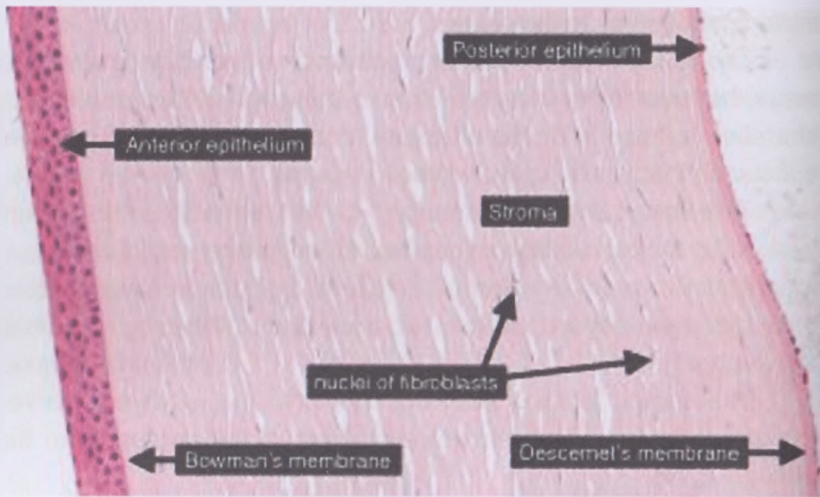 Posterior epithelium
Anterior epithelium
Stroma
nuclei of fibroblasts
Bowman's membrane
Descemet's membrane